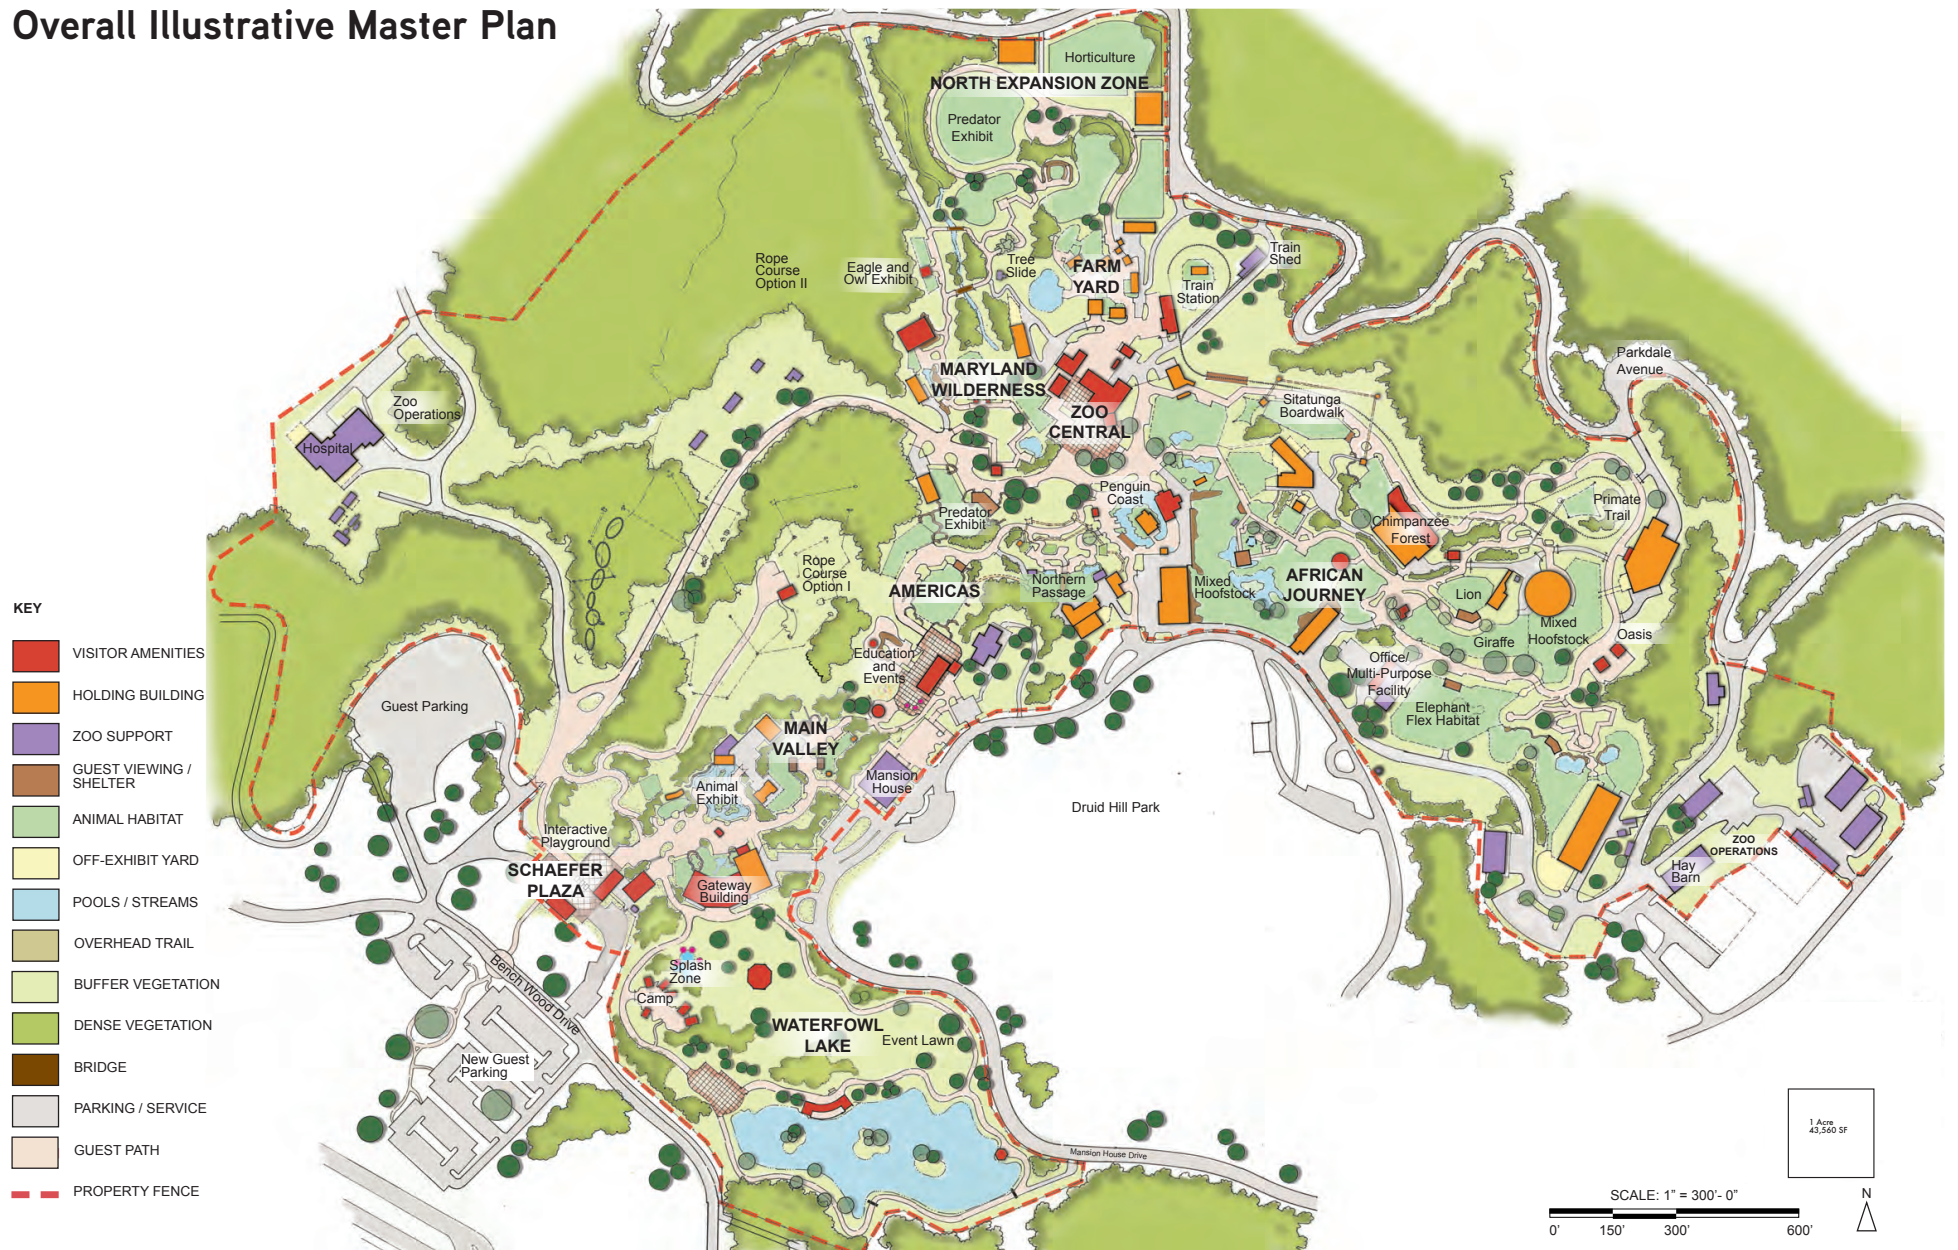 Overall Illustrative Master Plan
Horticulture
NORTH EXPANSION ZONE
Predator
Exhibit
Rope
Course
Option II
Eagle and
Owl Exhibit
Tree
Slide
FARM
YARD
Train
Station
Train
Shed
Parkdale
Avenue
MARYLAND
WILDERNESS
ZOO
CENTRAL
Sitatunga
Boardwalk
Zoo
Operations
Hospital
Predator
Exhibit
Penguin
Coast
Chimpanzee
Forest
Primate
Trail
Rope
Course
Option I
AMERICAS
Northern
Passage
Mixed
Hoofstock
AFRICAN
JOURNEY
Lion
Giraffe
Mixed
Hoofstock
Oasis
Office/
Multi-Purpose
Facility
Elephant
Flex Habitat
Education
and
Events
Guest Parking
MAIN
VALLEY
Animal
Exhibit
Mansion
House
Druid Hill Park
Interactive
Playground
SCHAEFER
PLAZA
Gateway
Building
ZOO
OPERATIONS
Hay
Barn
Splash
Zone
Camp
Bench Wood Drive
WATERFOWL
LAKE
Event Lawn
New Guest
Parking
Mansion House Drive
KEY
VISITOR AMENITIES
HOLDING BUILDING
ZOO SUPPORT
GUEST VIEWING /
SHELTER
ANIMAL HABITAT
OFF-EXHIBIT YARD
POOLS / STREAMS
OVERHEAD TRAIL
BUFFER VEGETATION
DENSE VEGETATION
BRIDGE
PARKING / SERVICE
GUEST PATH
PROPERTY FENCE
1 Acre
43,560 SF
SCALE: 1" = 300'- 0"
N
0' 150' 300' 600'